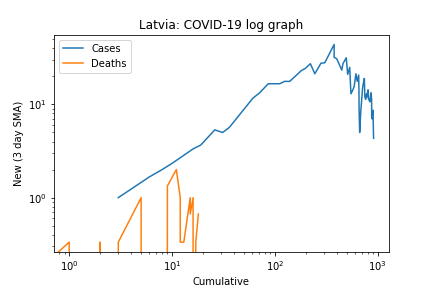 Latvia: COVID-19 log graph
Cases
Deaths
New (3 day SMA)
10¹
10⁰
10⁰ 10¹ 10² 10³
Cumulative